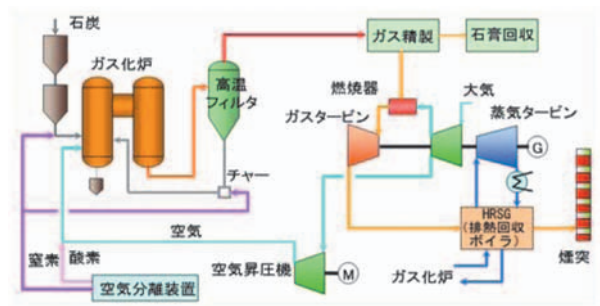 石炭
ガス化炉
高温
フィルタ
チャー
ガス精製
石膏回収
燃焼器
大気
ガスタービン
蒸気タービン
G
HRSG
(排熱回収
ボイラ)
煙突
ガス化炉
空気
窒素
酸素
空気分離装置
空気昇圧機
M